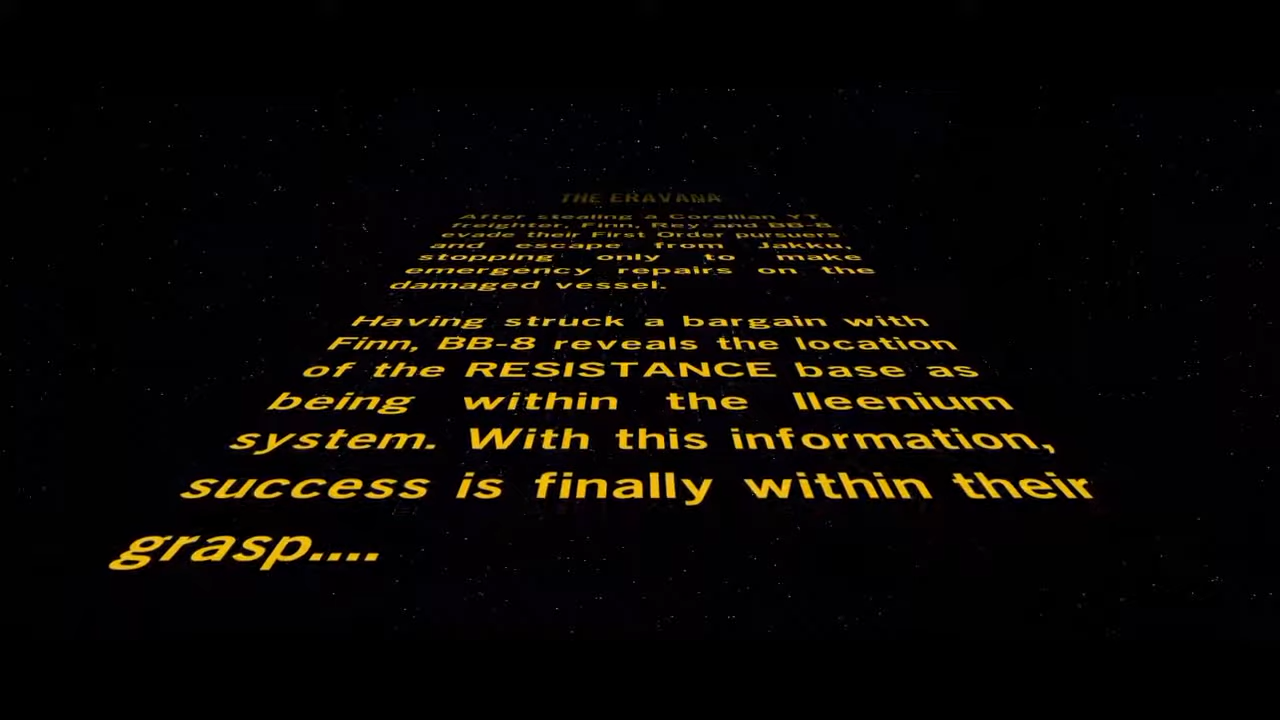 THE ERAVANA
After stealing a Corellian YT
freighter, Finn, Rey and BB-8
evade their First Order pursuers
and escape from Jakku,
stopping only to make
emergency repairs on the
damaged vessel.
Having struck a bargain with
Finn, BB-8 reveals the location
of the RESISTANCE base as
being within the Ileenium
system. With this information,
success is finally within their
grasp....